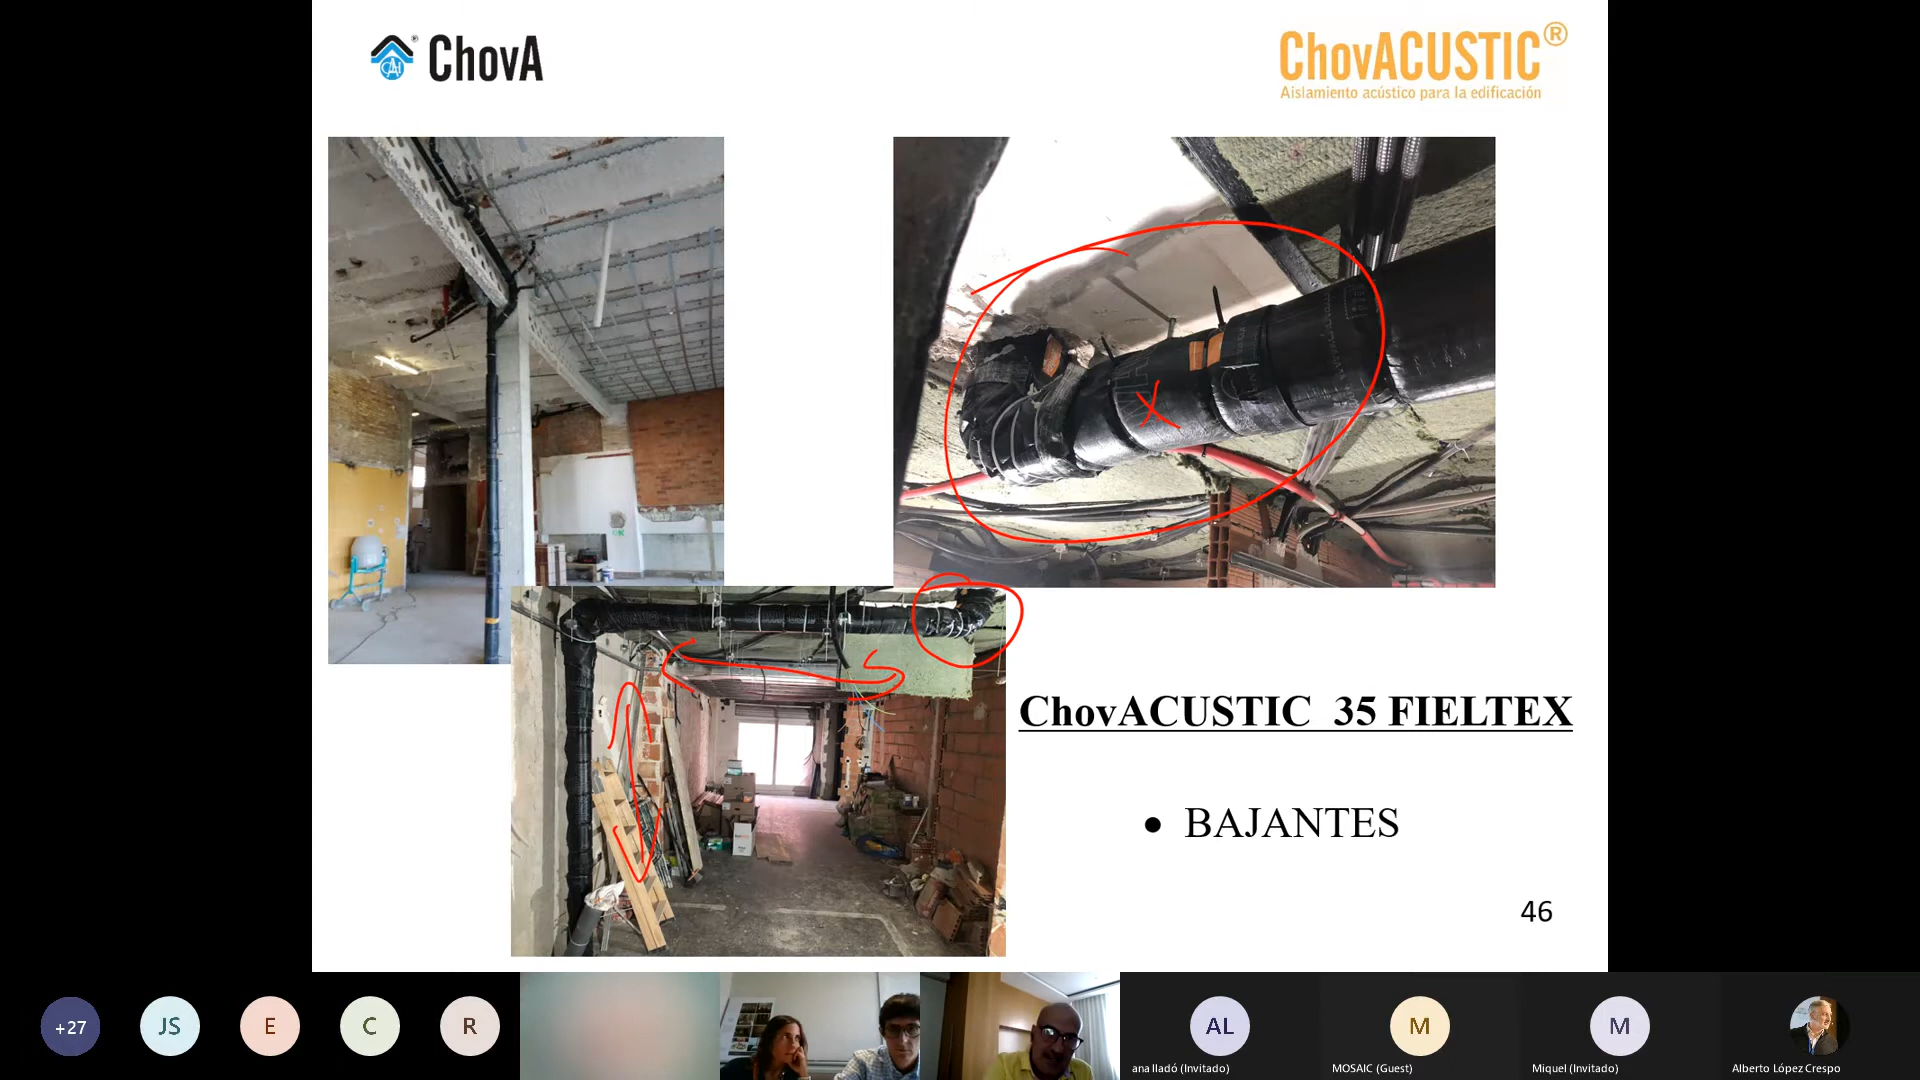 ChovA
ChovACUSTIC®
Aislamiento acústico para la edificación
ChovACUSTIC 35 FIELTEX
• BAJANTES
46
+27
JS
E
C
R
AL
M
M
ana lladó (Invitado)
MOSAIC (Guest)
Miquel (Invitado)
Alberto López Crespo